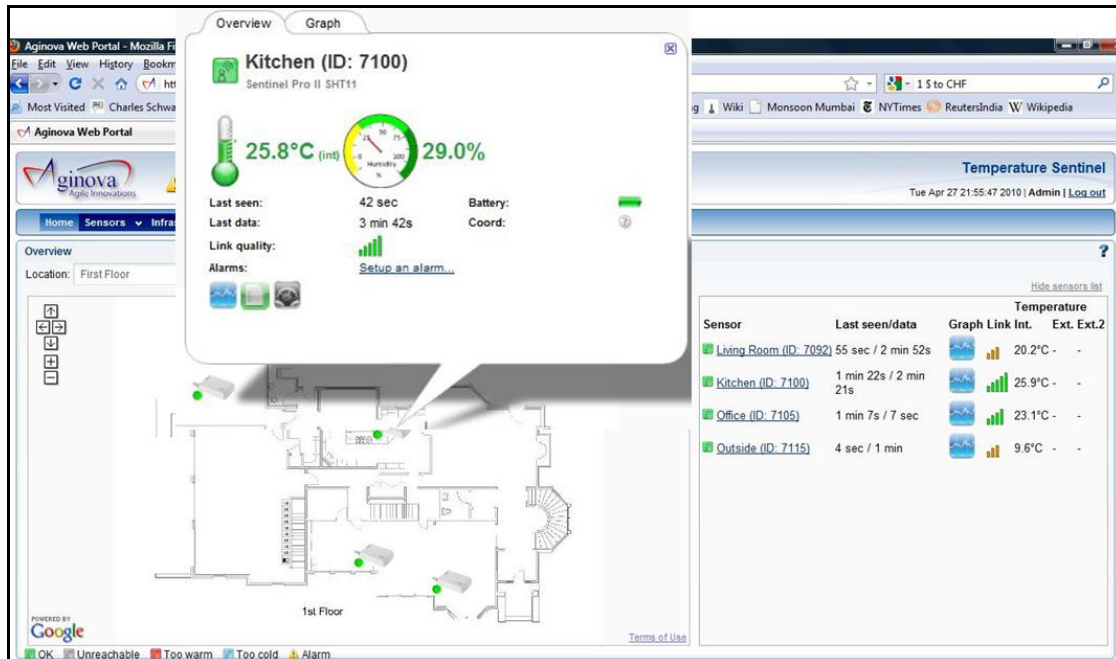 Overview Graph
Aginova Web Portal - Mozilla Fi
Kitchen (ID: 7100)
Sentinel Pro II SHT11
File Edit View History Bookm
1 $ to CHF
Most Visited Charles Schwa
Wiki Monsoon Mumbai NYTimes ReutersIndia W Wikipedia
Aginova Web Portal
25.8°C (int)
25 50 75
0 100
Humidity
%
29.0%
Aginova
Agile Innovations
Temperature Sentinel
Tue Apr 27 21:55:47 2010 | Admin | Log out
Last seen: 42 sec Battery:
Last data: 3 min 42s Coord: ?
Link quality:
Alarms: Setup an alarm...
Home Sensors Infra
Overview ?
Location: First Floor
Hide sensors list
Temperature
Sensor Last seen/data Graph Link Int. Ext. Ext.2
Living Room (ID: 7092) 55 sec / 2 min 52s 20.2°C - -
Kitchen (ID: 7100) 1 min 22s / 2 min 21s 25.9°C - -
Office (ID: 7105) 1 min 7s / 7 sec 23.1°C - -
Outside (ID: 7115) 4 sec / 1 min 9.6°C - -
1st Floor
POWERED BY
Google
Terms of Use
OK Unreachable Too warm Too cold Alarm